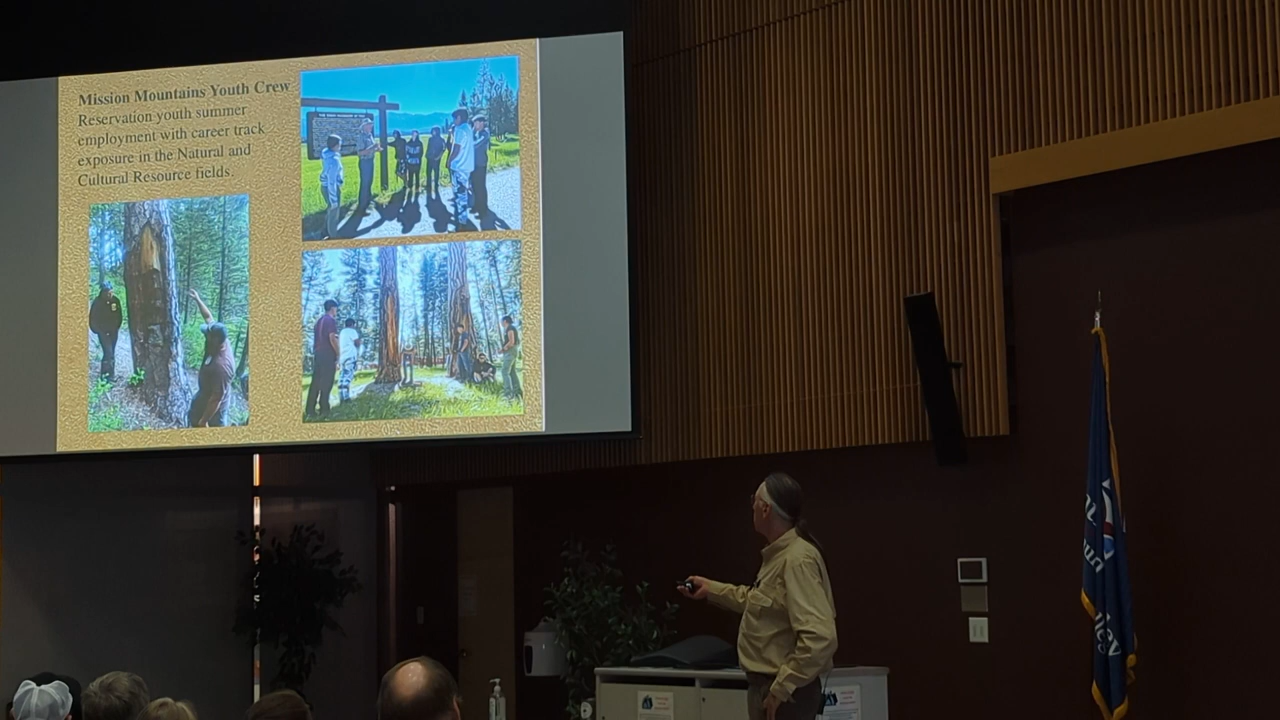 Mission Mountains Youth Crew
Reservation youth summer
employment with career track
exposure in the Natural and
Cultural Resource fields.